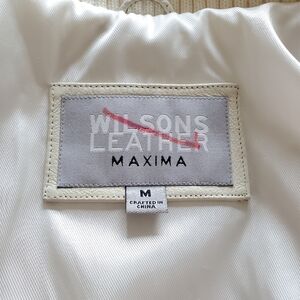 WILSONS
LEATHER
MAXIMA
M
CRAFTED IN
CHINA